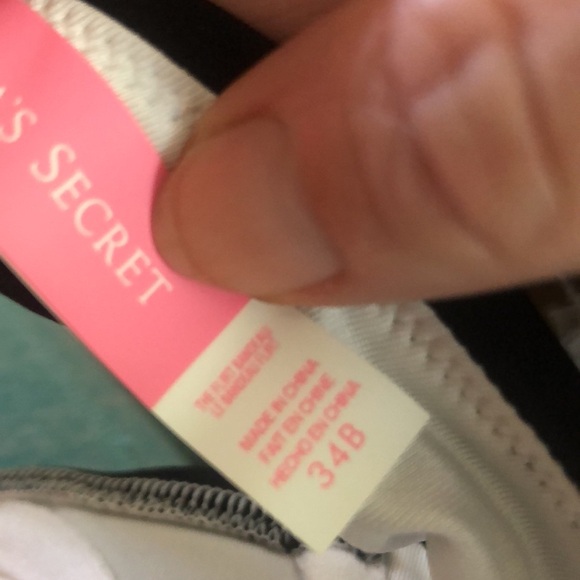 'S SECRET
MADE IN CHINA
FAIT EN CHINE
HECHO EN CHINA
34B